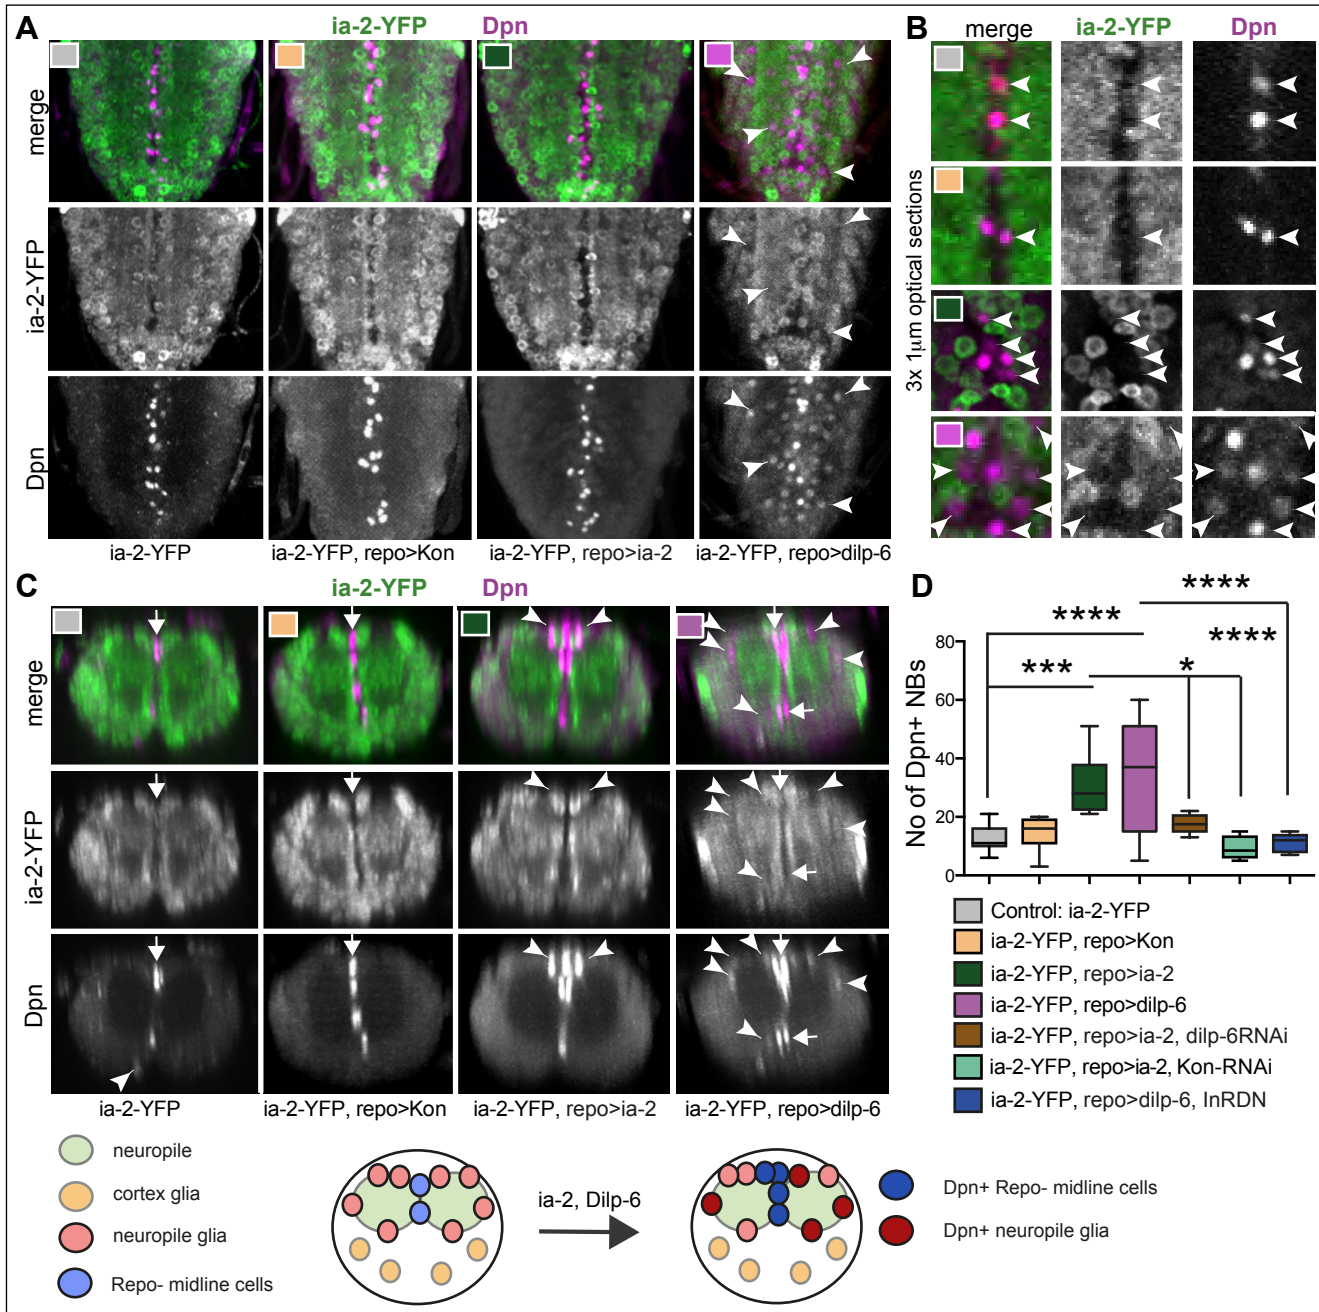 A
ia-2-YFP Dpn
merge
ia-2-YFP
Dpn
ia-2-YFP
ia-2-YFP, repo>Kon
ia-2-YFP, repo>ia-2
ia-2-YFP, repo>dilp-6
B
merge ia-2-YFP Dpn
3x 1μm optical sections
C
ia-2-YFP Dpn
merge
ia-2-YFP
Dpn
ia-2-YFP
ia-2-YFP, repo>Kon
ia-2-YFP, repo>ia-2
ia-2-YFP, repo>dilp-6
D
****
****
****
***
*
No of Dpn+ NBs
80
60
40
20
0
Control: ia-2-YFP
ia-2-YFP, repo>Kon
ia-2-YFP, repo>ia-2
ia-2-YFP, repo>dilp-6
ia-2-YFP, repo>ia-2, dilp-6RNAi
ia-2-YFP, repo>ia-2, Kon-RNAi
ia-2-YFP, repo>dilp-6, InRDN
neuropile
cortex glia
neuropile glia
Repo- midline cells
ia-2, Dilp-6
Dpn+ Repo- midline cells
Dpn+ neuropile glia